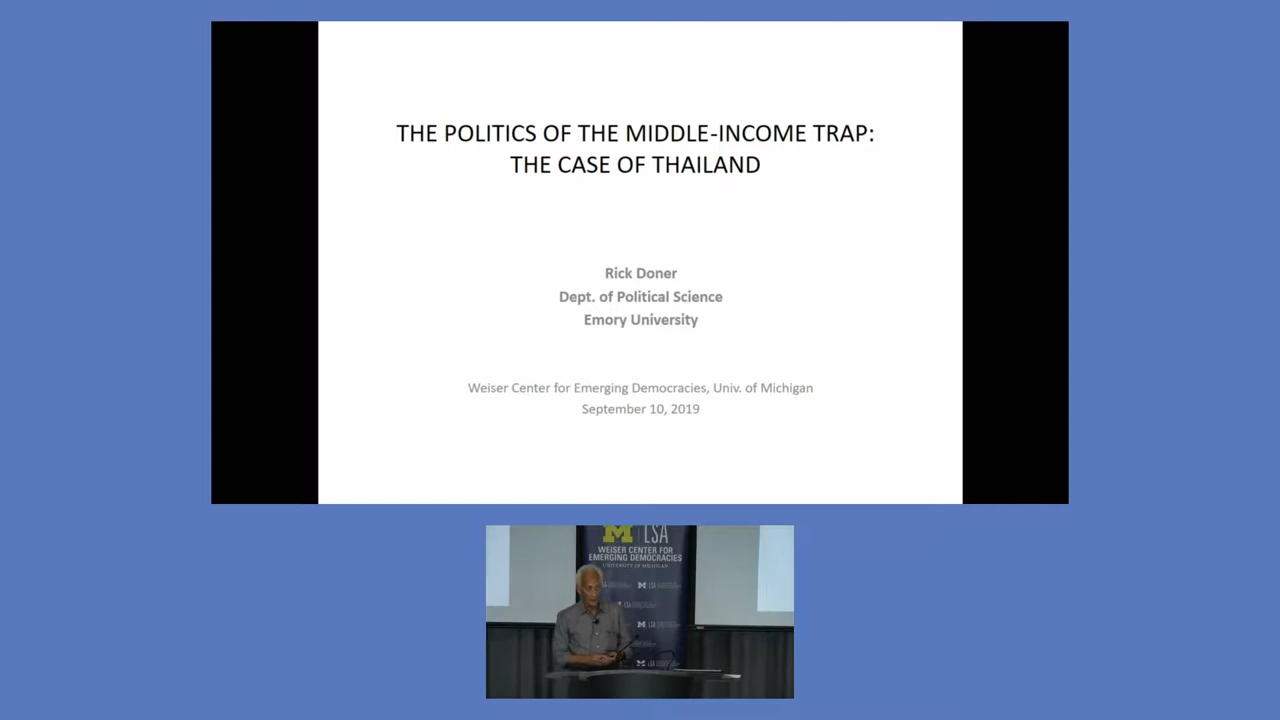 THE POLITICS OF THE MIDDLE-INCOME TRAP:
THE CASE OF THAILAND
Rick Doner
Dept. of Political Science
Emory University
Weiser Center for Emerging Democracies, Univ. of Michigan
September 10, 2019
M LSA
WEISER CENTER FOR
EMERGING DEMOCRACIES
UNIVERSITY OF MICHIGAN